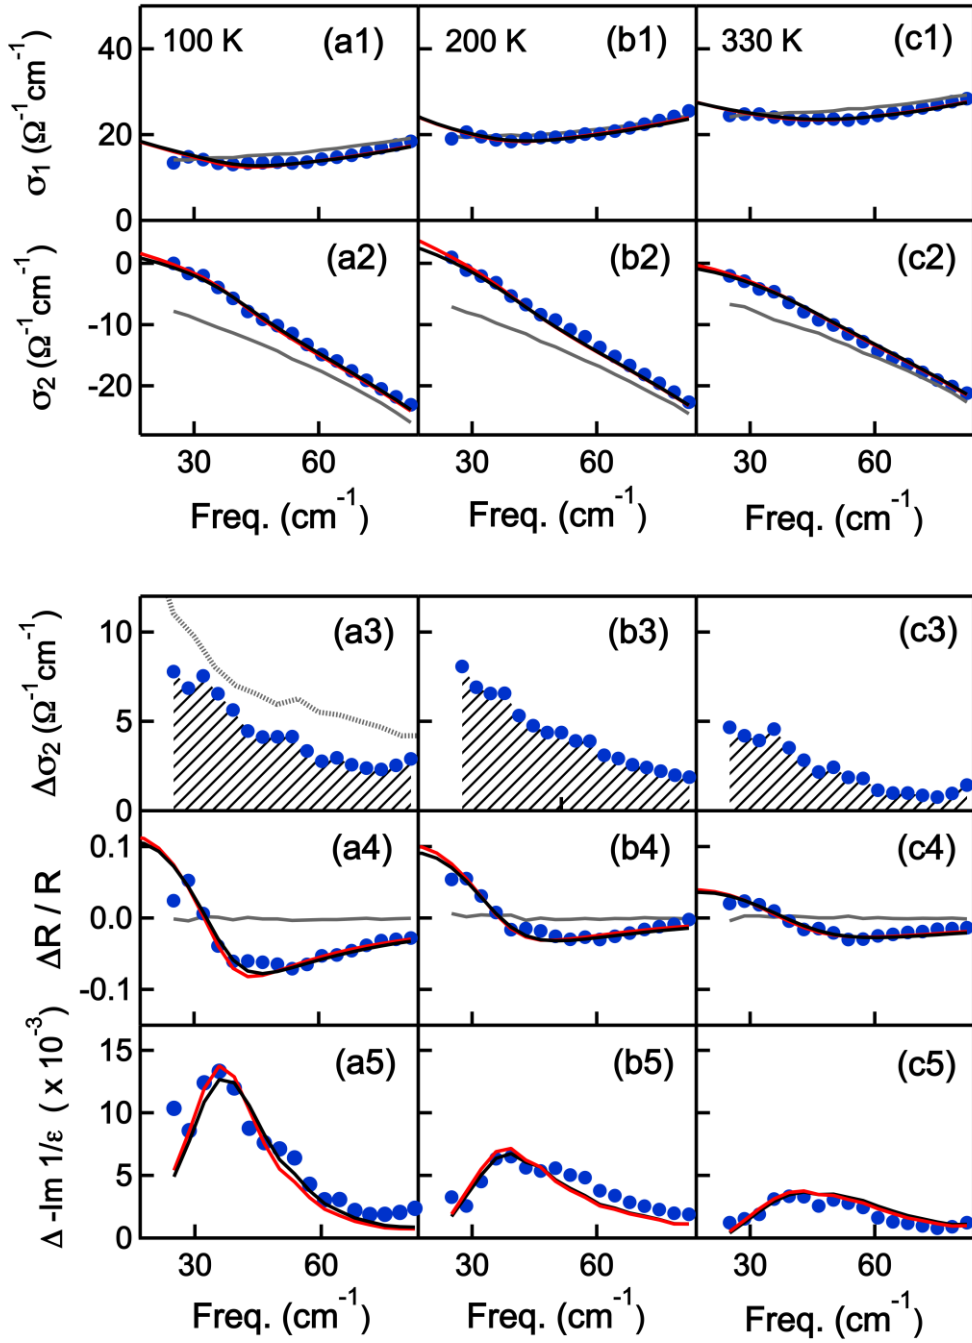 100 K (a1) 200 K (b1) 330 K (c1)
40
20
0
σ₁ (Ω⁻¹cm⁻¹)
(a2) (b2) (c2)
0
-10
-20
σ₂ (Ω⁻¹cm⁻¹)
30 60 30 60 30 60
Freq. (cm⁻¹) Freq. (cm⁻¹) Freq. (cm⁻¹)
(a3) (b3) (c3)
10
5
0
Δσ₂ (Ω⁻¹cm⁻¹)
(a4) (b4) (c4)
0.1
0.0
-0.1
ΔR / R
(a5) (b5) (c5)
15
10
5
0
Δ -Im 1/ε ( x 10⁻³)
30 60 30 60 30 60
Freq. (cm⁻¹) Freq. (cm⁻¹) Freq. (cm⁻¹)